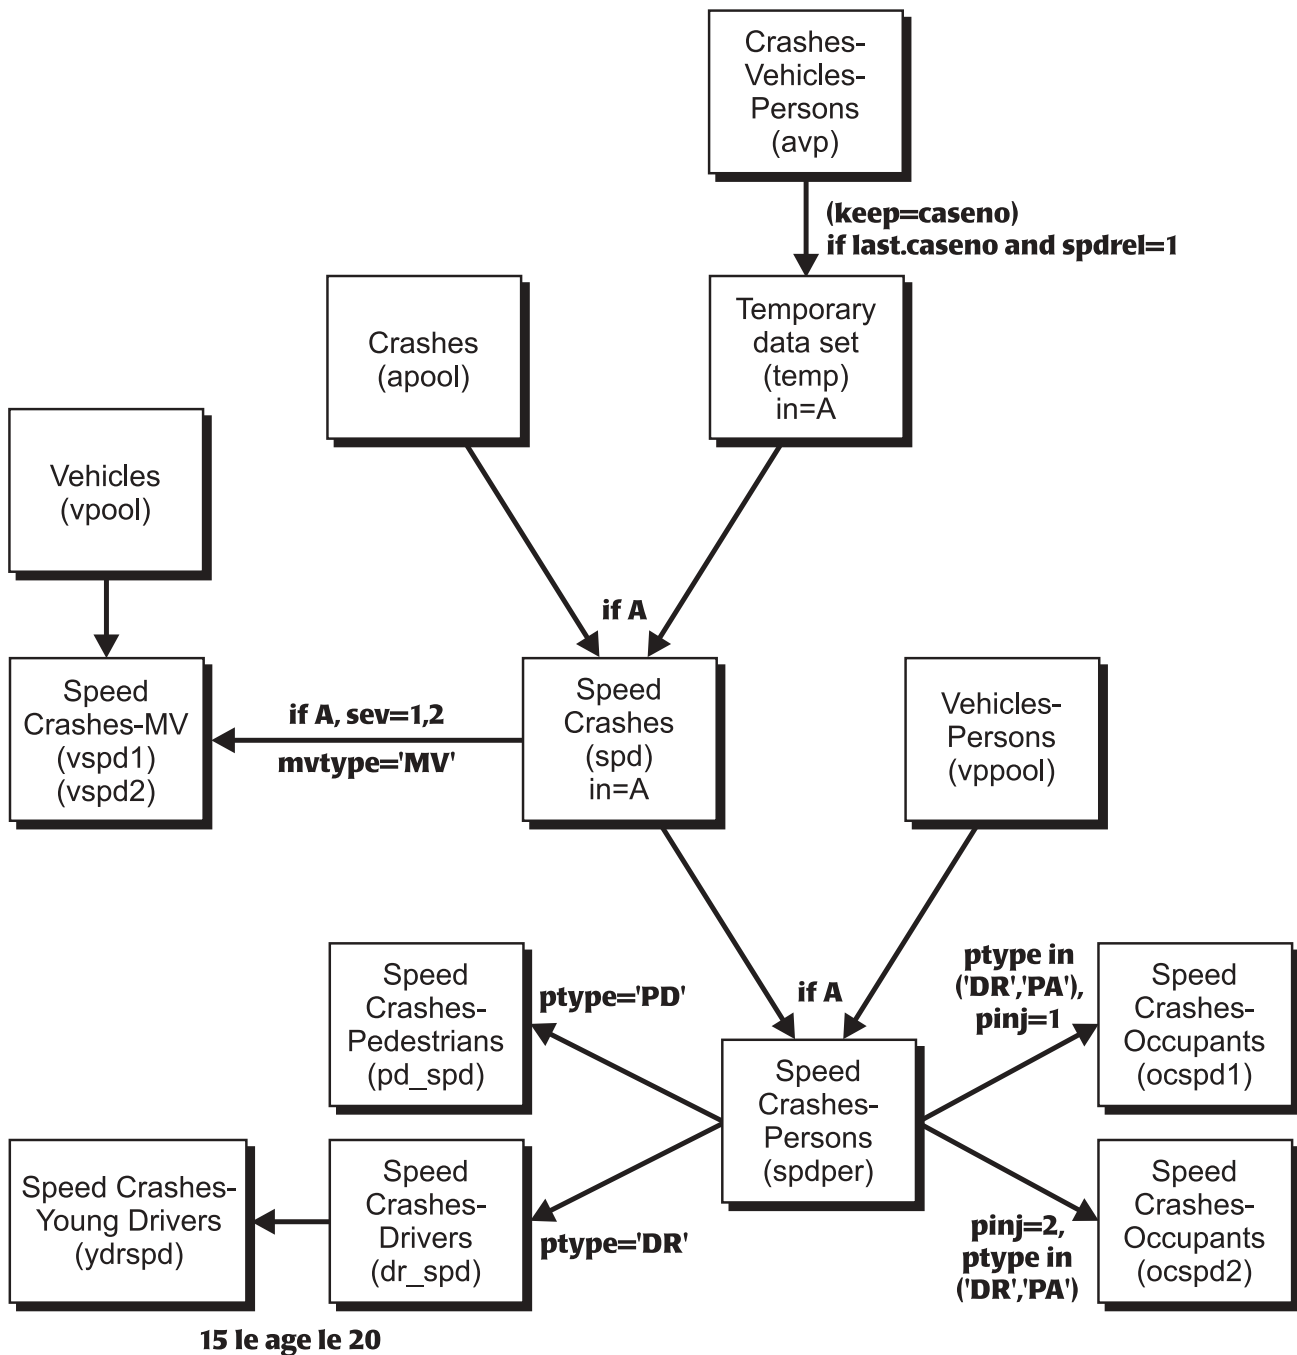 Crashes-
Vehicles-
Persons
(avp)
(keep=caseno)
if last.caseno and spdrel=1
Crashes
(apool)
Temporary
data set
(temp)
in=A
Vehicles
(vpool)
if A
Speed
Crashes-MV
(vspd1)
(vspd2)
if A, sev=1,2
mvtype='MV'
Speed
Crashes
(spd)
in=A
Vehicles-
Persons
(vppool)
Speed
Crashes-
Pedestrians
(pd_spd)
ptype='PD'
if A
ptype in
('DR','PA'),
pinj=1
Speed
Crashes-
Occupants
(ocspd1)
Speed
Crashes-
Persons
(spdper)
Speed Crashes-
Young Drivers
(ydrspd)
Speed
Crashes-
Drivers
(dr_spd)
ptype='DR'
pinj=2,
ptype in
('DR','PA')
Speed
Crashes-
Occupants
(ocspd2)
15 le age le 20